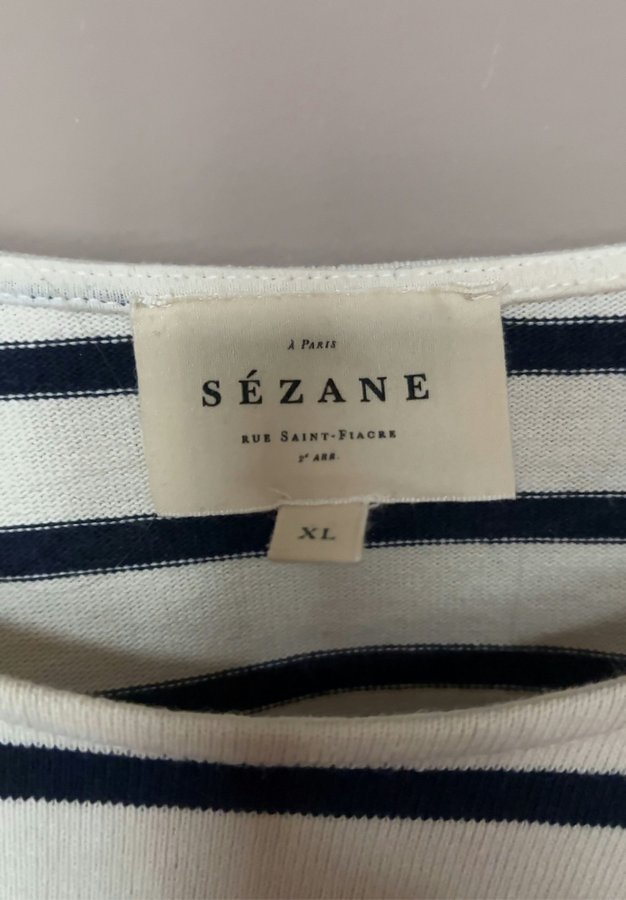 À PARIS
SÉZANE
RUE SAINT-FIACRE
2e ARR.
XL